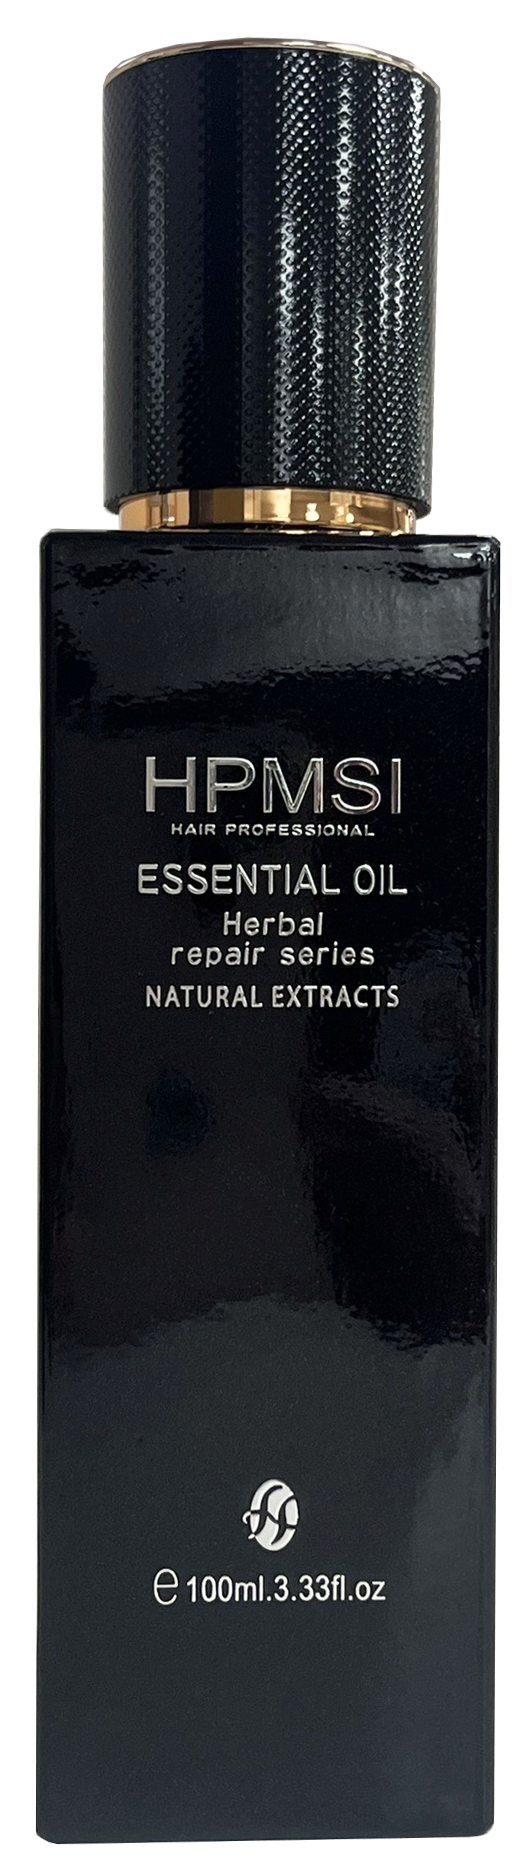 HPMSI
HAIR PROFESSIONAL
ESSENTIAL OIL
Herbal
repair series
NATURAL EXTRACTS
℮ 100ml.3.33fl.oz